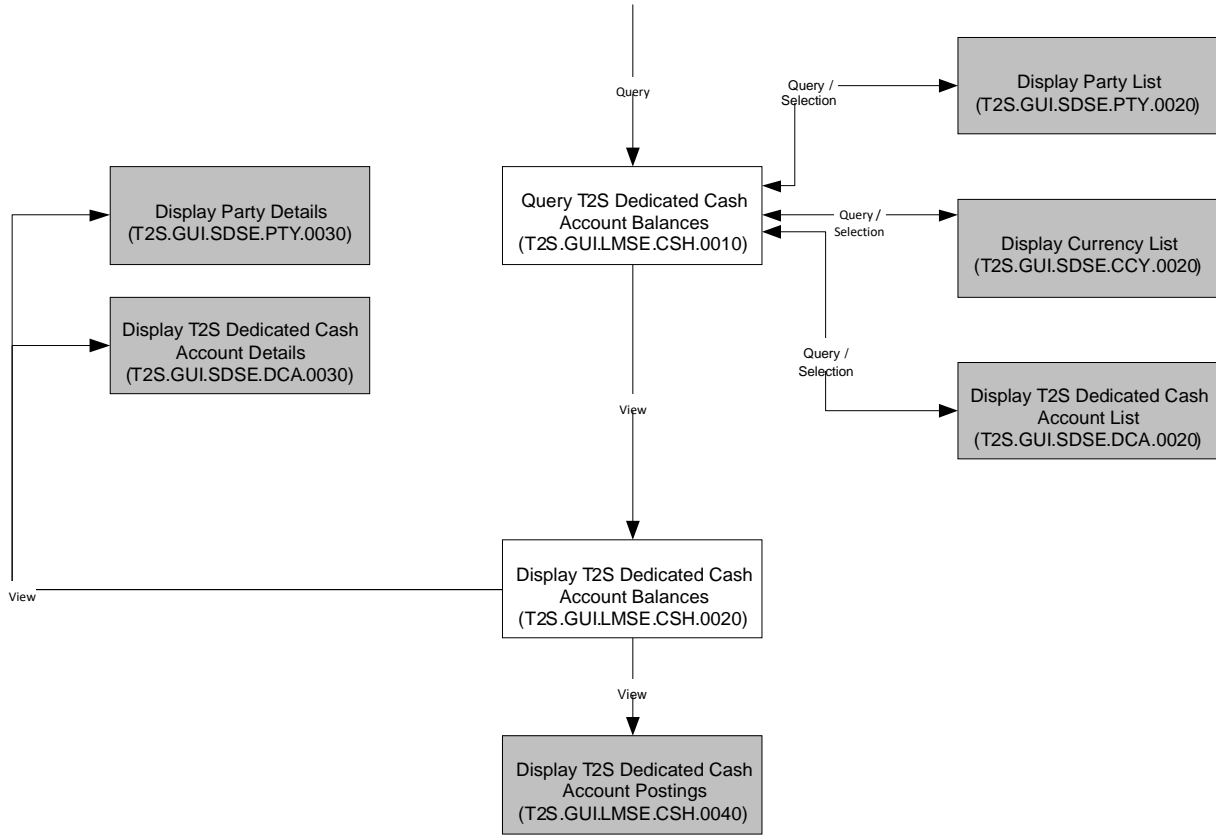 Query
Query /
Selection
Display Party List
(T2S.GUI.SDSE.PTY.0020)
Display Party Details
(T2S.GUI.SDSE.PTY.0030)
Query T2S Dedicated Cash
Account Balances
(T2S.GUI.LMSE.CSH.0010)
Query /
Selection
Display Currency List
(T2S.GUI.SDSE.CCY.0020)
Display T2S Dedicated Cash
Account Details
(T2S.GUI.SDSE.DCA.0030)
Query /
Selection
Display T2S Dedicated Cash
Account List
(T2S.GUI.SDSE.DCA.0020)
View
Display T2S Dedicated Cash
Account Balances
(T2S.GUI.LMSE.CSH.0020)
View
View
Display T2S Dedicated Cash
Account Postings
(T2S.GUI.LMSE.CSH.0040)